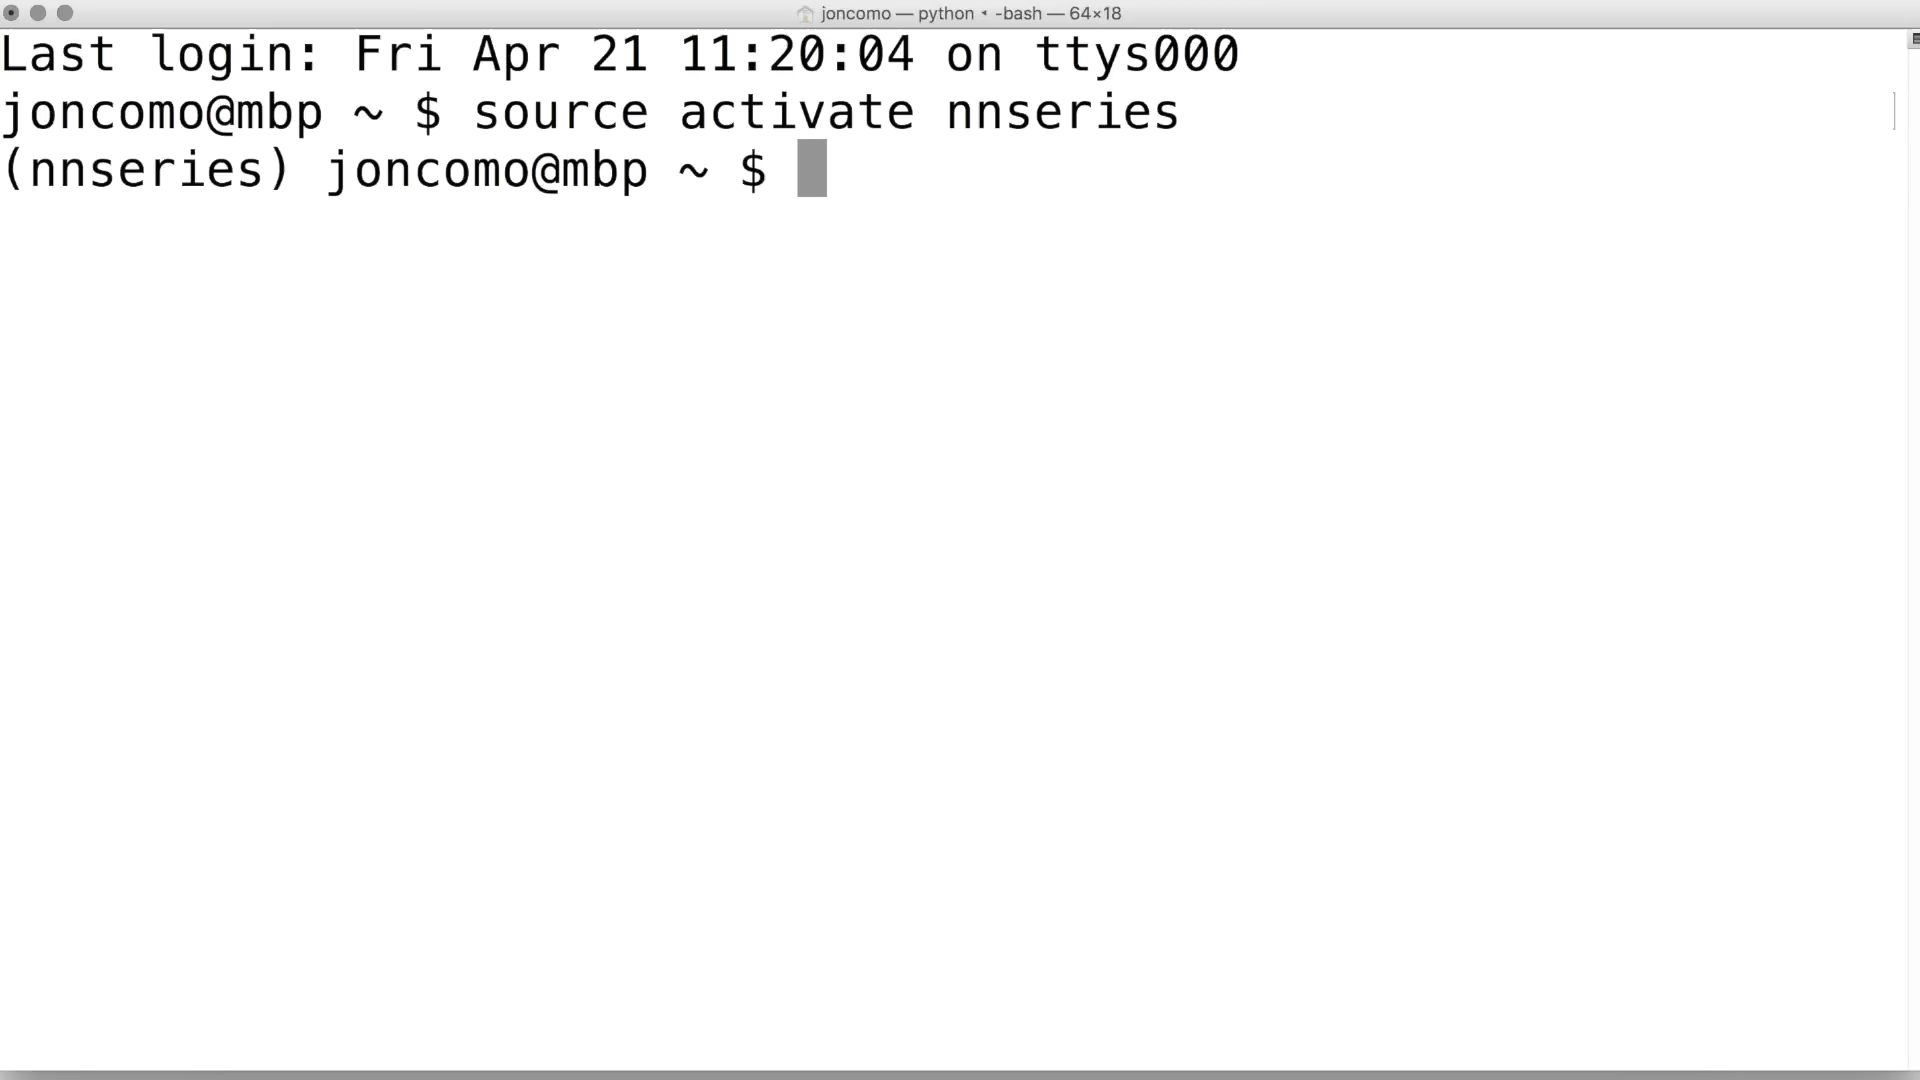 joncomo — python ◂ -bash — 64×18
Last login: Fri Apr 21 11:20:04 on ttys000
joncomo@mbp ~ $ source activate nnseries
(nnseries) joncomo@mbp ~ $